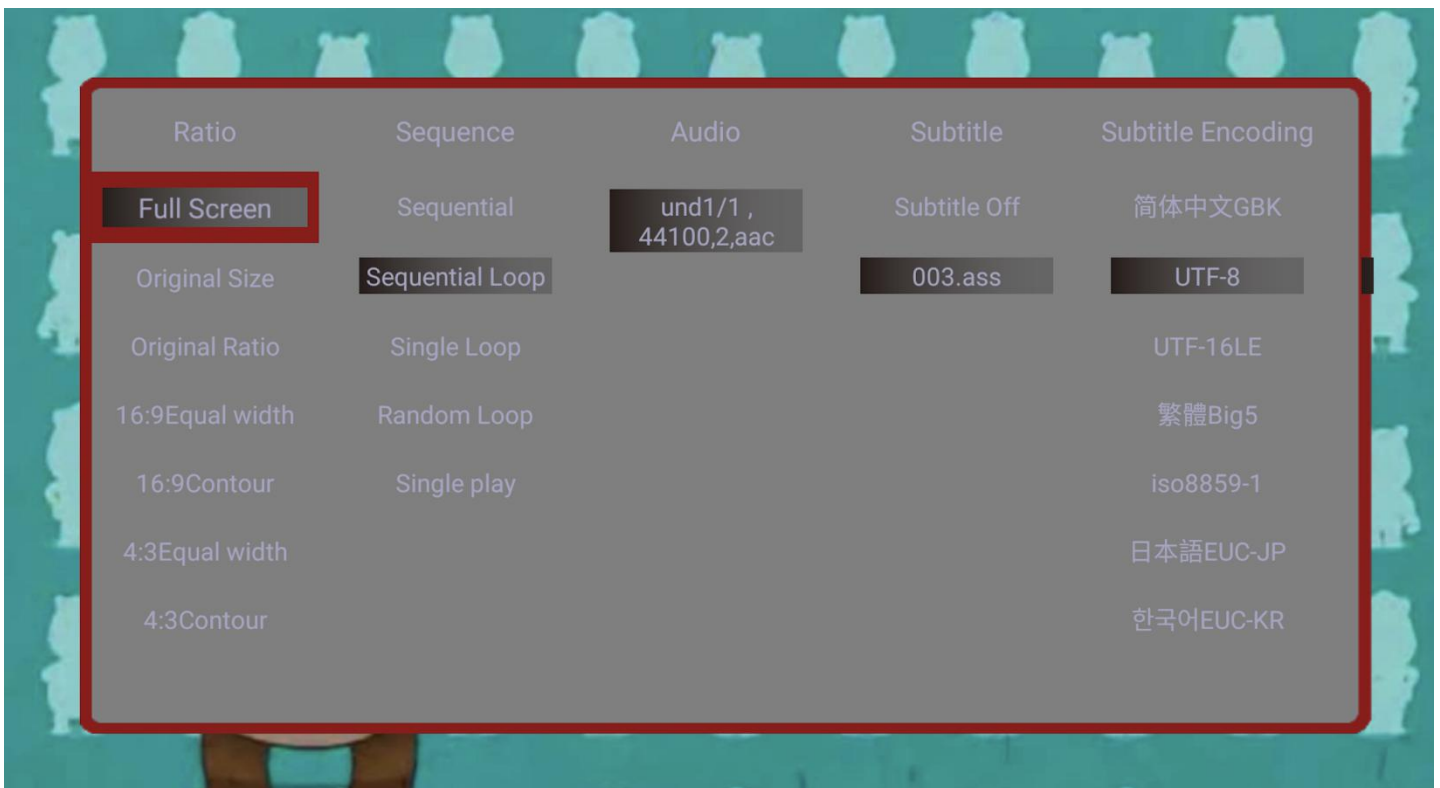 Ratio Sequence Audio Subtitle Subtitle Encoding
Full Screen Sequential und1/1 , Subtitle Off 简体中文GBK
44100,2,aac
Original Size Sequential Loop 003.ass UTF-8
Original Ratio Single Loop UTF-16LE
16:9Equal width Random Loop 繁體Big5
16:9Contour Single play iso8859-1
4:3Equal width 日本語EUC-JP
4:3Contour 한국어EUC-KR